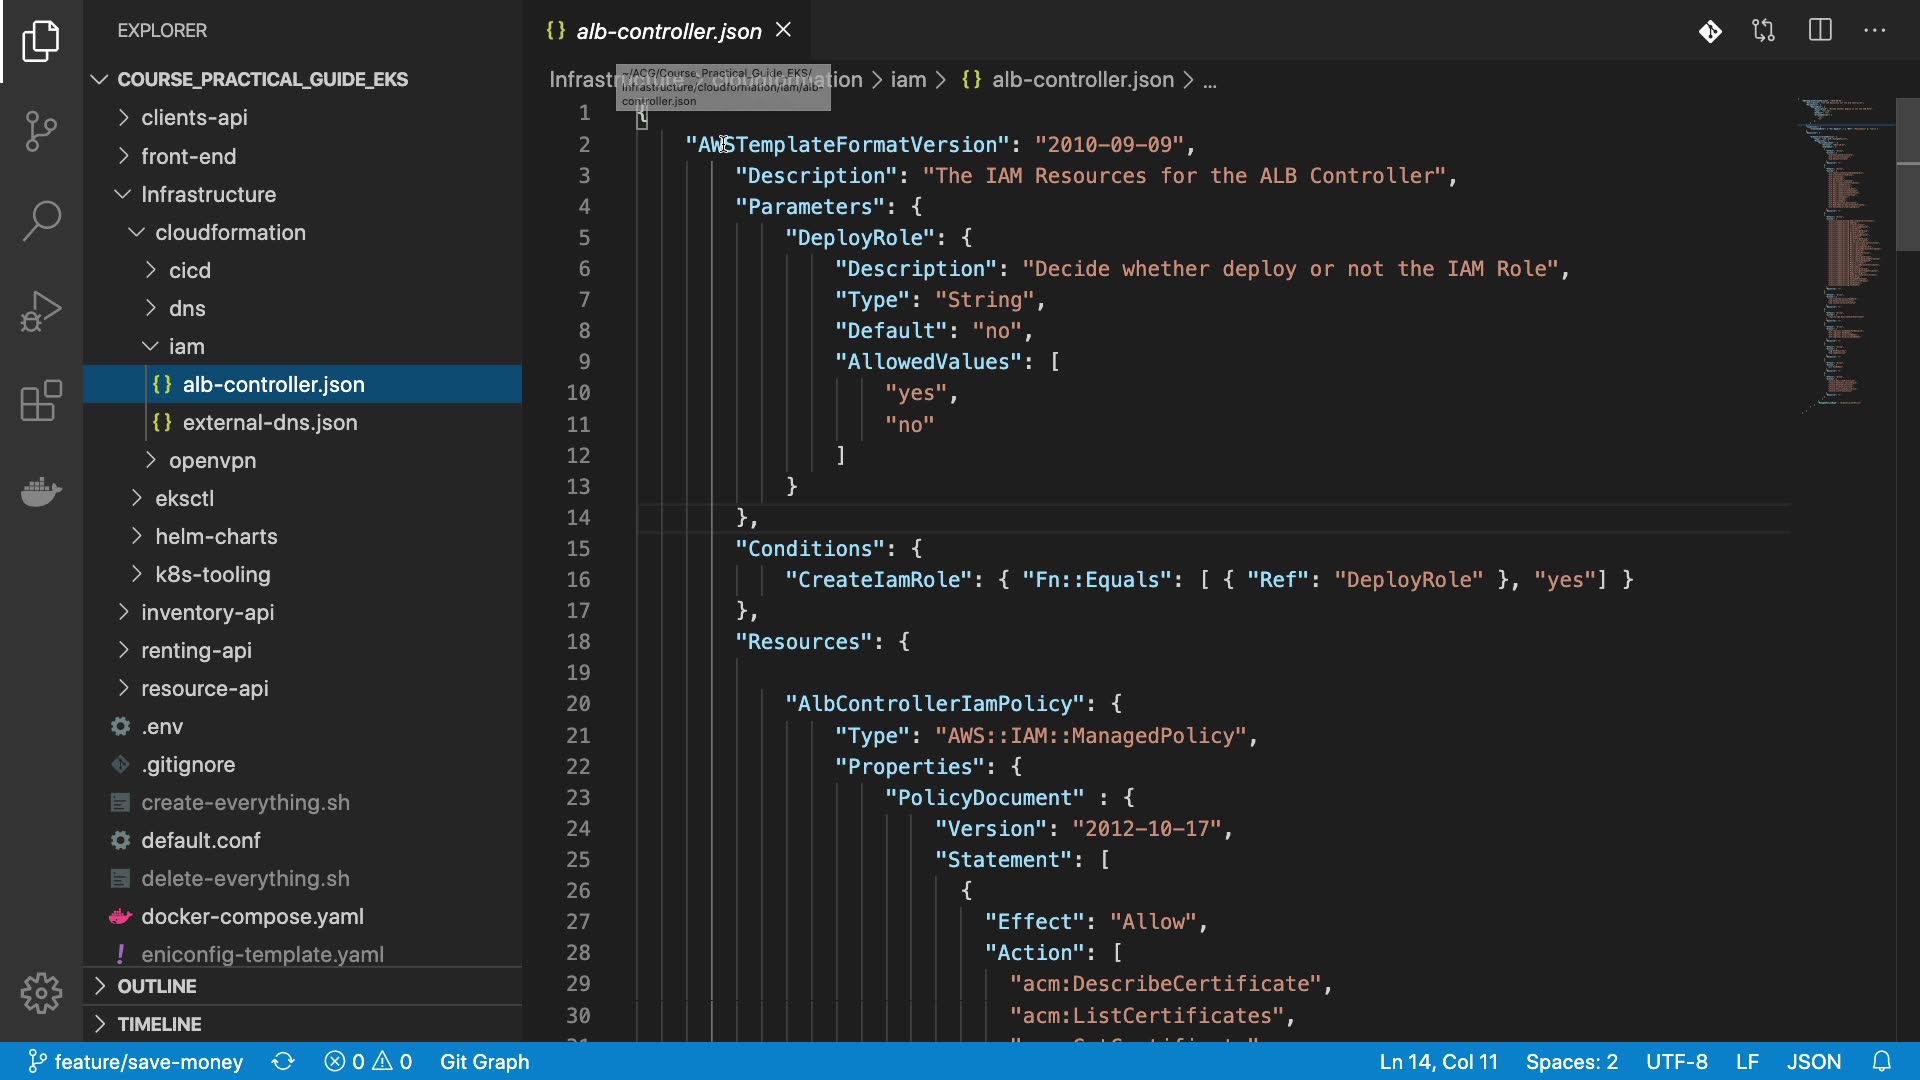 EXPLORER
COURSE_PRACTICAL_GUIDE_EKS
clients-api
front-end
Infrastructure
cloudformation
cicd
dns
iam
alb-controller.json
external-dns.json
openvpn
eksctl
helm-charts
k8s-tooling
inventory-api
renting-api
resource-api
.env
.gitignore
create-everything.sh
default.conf
delete-everything.sh
docker-compose.yaml
eniconfig-template.yaml
OUTLINE
TIMELINE
{} alb-controller.json
Infrastructure > cloudformation > iam > {} alb-controller.json > ...
~/ACG/Course_Practical_Guide_EKS/
Infrastructure/cloudformation/iam/alb-
controller.json
1 {
2 "AWSTemplateFormatVersion": "2010-09-09",
3 "Description": "The IAM Resources for the ALB Controller",
4 "Parameters": {
5 "DeployRole": {
6 "Description": "Decide whether deploy or not the IAM Role",
7 "Type": "String",
8 "Default": "no",
9 "AllowedValues": [
10 "yes",
11 "no"
12 ]
13 }
14 },
15 "Conditions": {
16 "CreateIamRole": { "Fn::Equals": [ { "Ref": "DeployRole" }, "yes"] }
17 },
18 "Resources": {
19
20 "AlbControllerIamPolicy": {
21 "Type": "AWS::IAM::ManagedPolicy",
22 "Properties": {
23 "PolicyDocument" : {
24 "Version": "2012-10-17",
25 "Statement": [
26 {
27 "Effect": "Allow",
28 "Action": [
29 "acm:DescribeCertificate",
30 "acm:ListCertificates",
feature/save-money 0 0 Git Graph Ln 14, Col 11 Spaces: 2 UTF-8 LF JSON